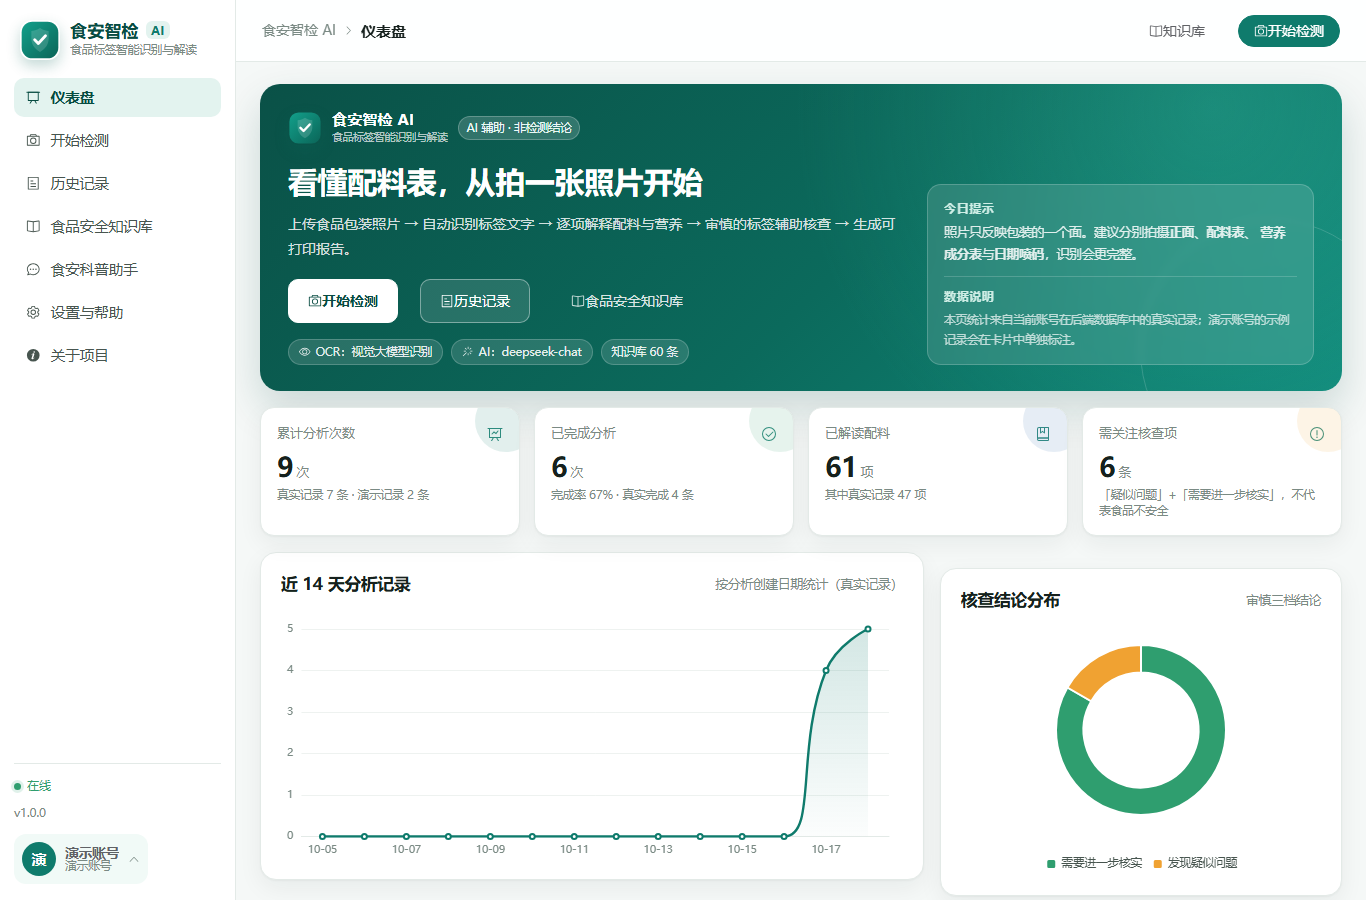 食安智检 AI
食品标签智能识别与解读
仪表盘
开始检测
历史记录
食品安全知识库
食安科普助手
设置与帮助
关于项目
在线
v1.0.0
演
演示账号
演示账号
食安智检 AI
仪表盘
知识库
开始检测
食安智检 AI
食品标签智能识别与解读
AI 辅助 · 非检测结论
看懂配料表，从拍一张照片开始
上传食品包装照片 → 自动识别标签文字 → 逐项解释配料与营养 → 审慎的标签辅助核查 → 生成可
打印报告。
开始检测
历史记录
食品安全知识库
OCR：视觉大模型识别
AI：deepseek-chat
知识库 60 条
今日提示
照片只反映包装的一个面。建议分别拍摄正面、配料表、营养
成分表与日期喷码，识别会更完整。
数据说明
本页统计来自当前账号在后端数据库中的真实记录；演示账号的示例
记录会在卡片中单独标注。
累计分析次数
9 次
真实记录 7 条 · 演示记录 2 条
已完成分析
6 次
完成率 67% · 真实完成 4 条
已解读配料
61 项
其中真实记录 47 项
需关注核查项
6 条
「疑似问题」+「需要进一步核实」，不代
表食品不安全
近 14 天分析记录
按分析创建日期统计（真实记录）
5
4
3
2
1
0
10-05
10-07
10-09
10-11
10-13
10-15
10-17
核查结论分布
审慎三档结论
需要进一步核实
发现疑似问题